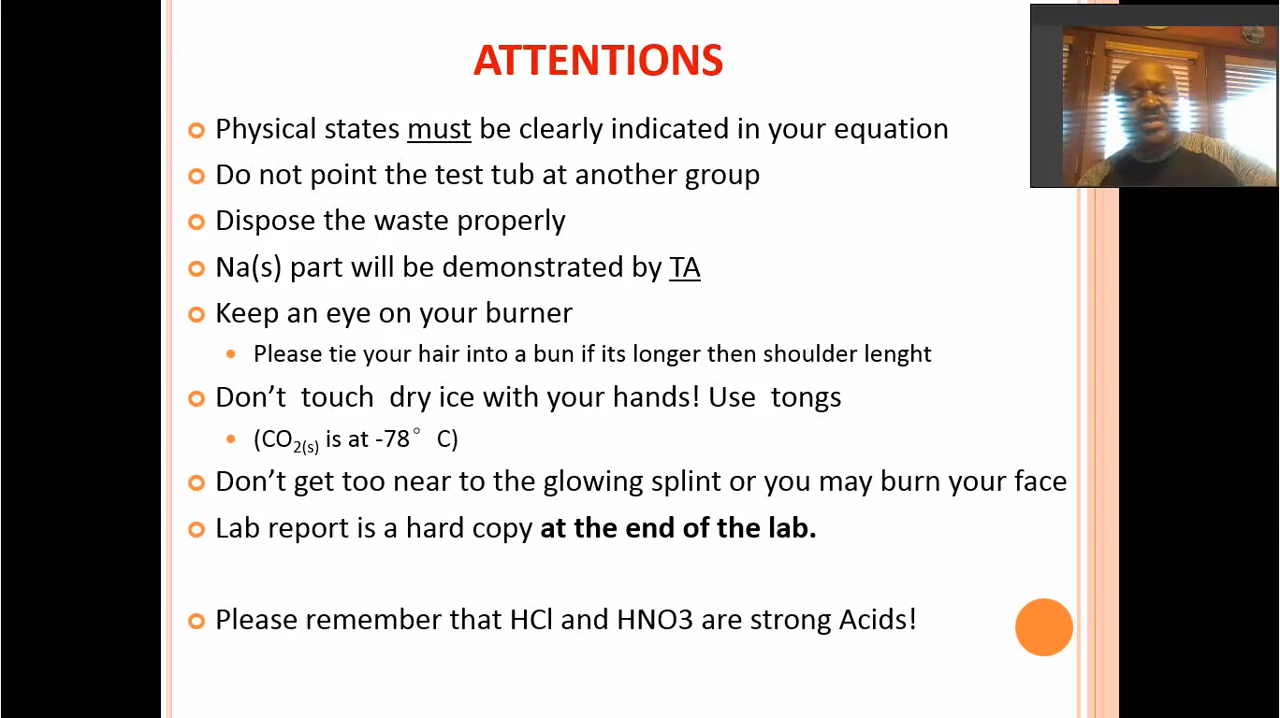 ATTENTIONS
Physical states must be clearly indicated in your equation
Do not point the test tub at another group
Dispose the waste properly
Na(s) part will be demonstrated by TA
Keep an eye on your burner
Please tie your hair into a bun if its longer then shoulder lenght
Don’t touch dry ice with your hands! Use tongs
(CO2(s) is at -78° C)
Don’t get too near to the glowing splint or you may burn your face
Lab report is a hard copy at the end of the lab.
Please remember that HCl and HNO3 are strong Acids!